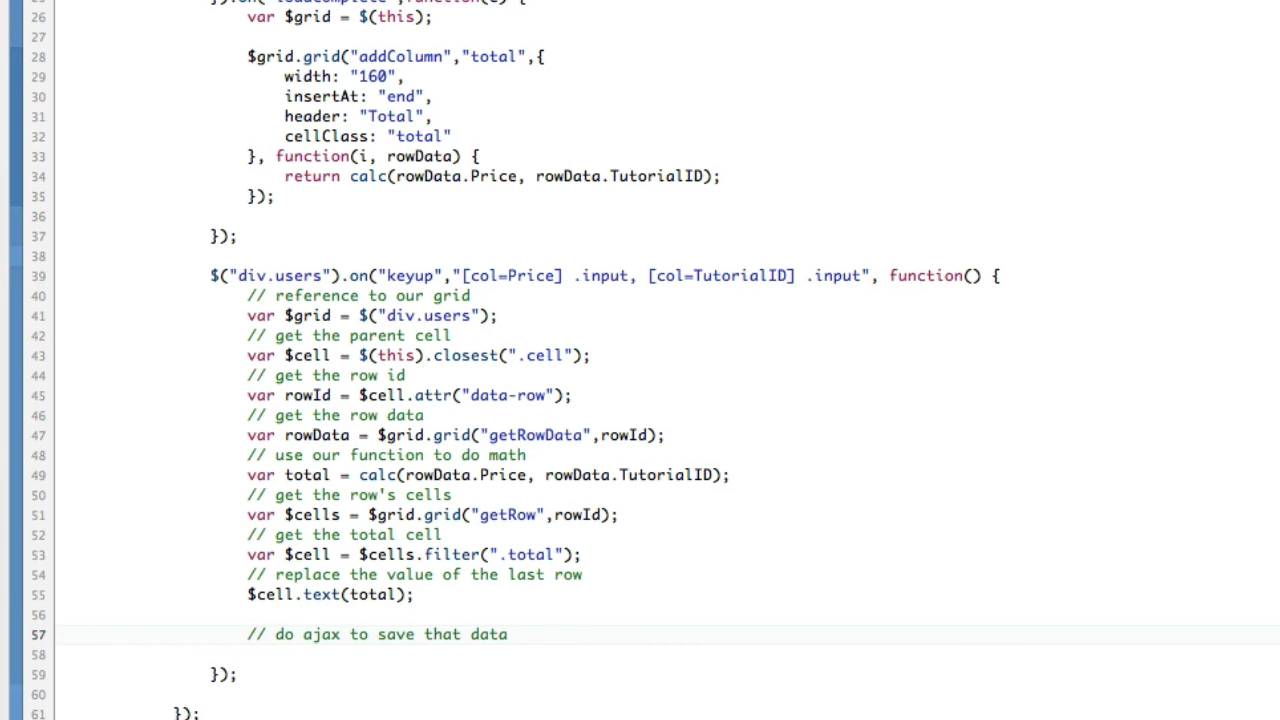 }).on("loadComplete",function(e) {
26 var $grid = $(this);
27
28 $grid.grid("addColumn","total",{
29 width: "160",
30 insertAt: "end",
31 header: "Total",
32 cellClass: "total"
33 }, function(i, rowData) {
34 return calc(rowData.Price, rowData.TutorialID);
35 });
36
37 });
38
39 $("div.users").on("keyup","[col=Price] .input, [col=TutorialID] .input", function() {
40 // reference to our grid
41 var $grid = $("div.users");
42 // get the parent cell
43 var $cell = $(this).closest(".cell");
44 // get the row id
45 var rowId = $cell.attr("data-row");
46 // get the row data
47 var rowData = $grid.grid("getRowData",rowId);
48 // use our function to do math
49 var total = calc(rowData.Price, rowData.TutorialID);
50 // get the row's cells
51 var $cells = $grid.grid("getRow",rowId);
52 // get the total cell
53 var $cell = $cells.filter(".total");
54 // replace the value of the last row
55 $cell.text(total);
56
57 // do ajax to save that data
58
59 });
60
61 });